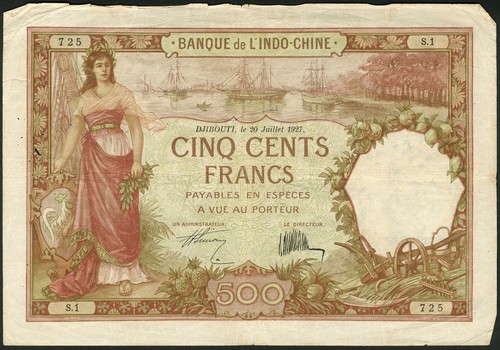 725
S.1
· BANQUE de L'INDO-CHINE ·
DJIBOUTI, le 20 Juillet 1927.
CINQ CENTS
FRANCS
PAYABLES EN ESPÈCES
A VUE AU PORTEUR
UN ADMINISTRATEUR
LE DIRECTEUR
500
S.1
725